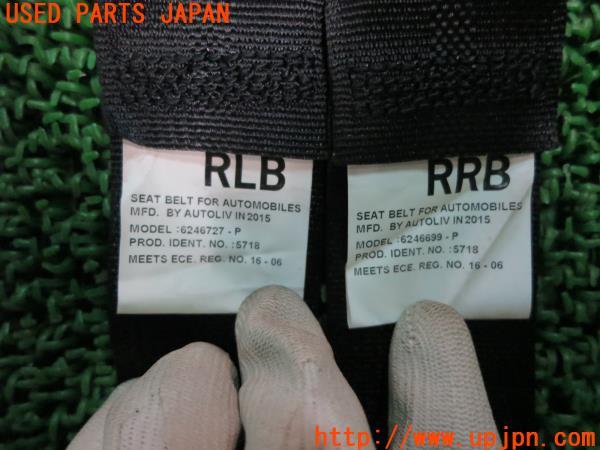 USED PARTS JAPAN
RLB
SEAT BELT FOR AUTOMOBILES
MFD. BY AUTOLIV IN 2015
MODEL :6246727 - P
PROD. IDENT. NO. :5718
MEETS ECE. REG. NO. 16 - 06
RRB
SEAT BELT FOR AUTOMOBILES
MFD. BY AUTOLIV IN 2015
MODEL :6246699 - P
PROD. IDENT. NO. :5718
MEETS ECE. REG. NO. 16 - 06
http://www.upjpn.com/